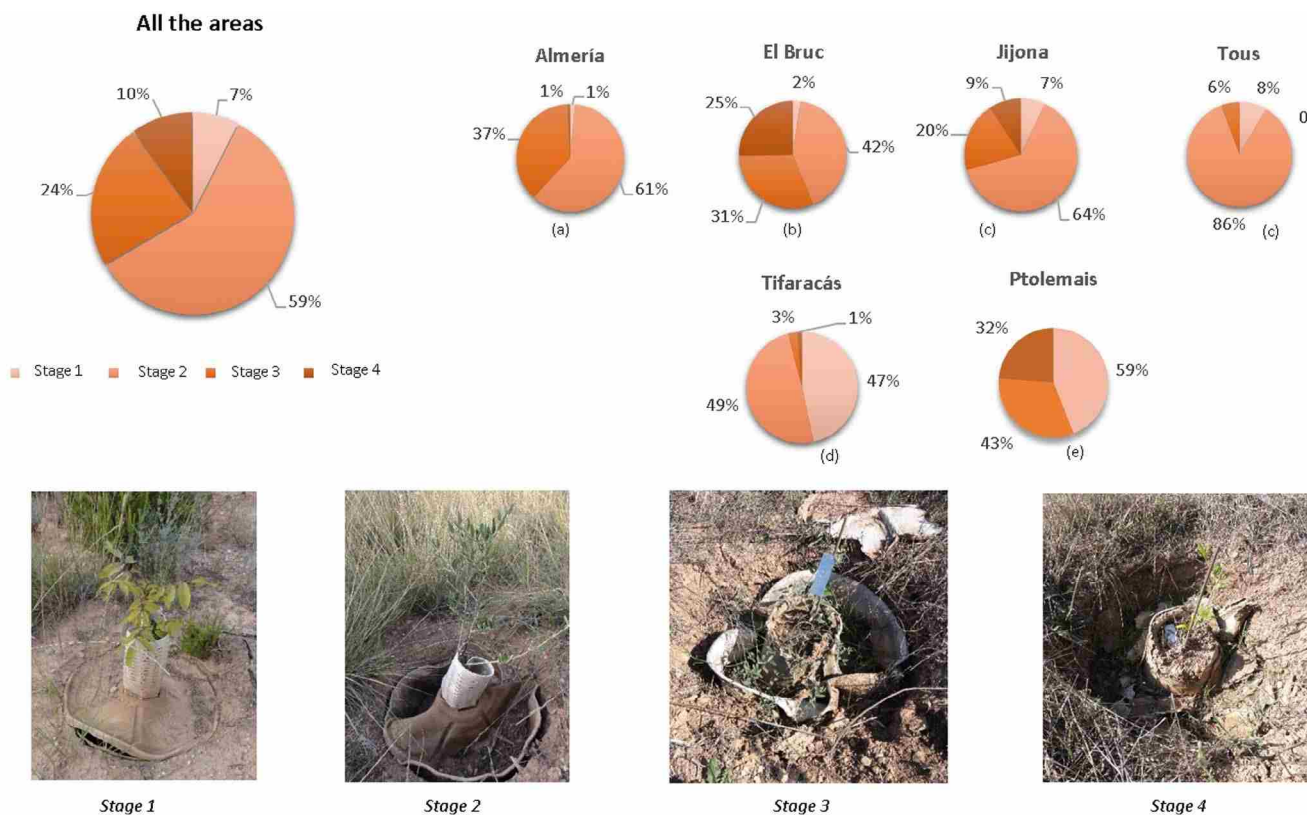 All the areas
10%
7%
24%
59%
Stage 1
Stage 2
Stage 3
Stage 4
Almería
1%
1%
37%
61%
(a)
El Bruc
2%
25%
42%
31%
(b)
Jijona
9%
7%
20%
64%
(c)
Tous
6%
8%
0
86%
(c)
Tifaracás
3%
1%
47%
49%
(d)
Ptolemais
32%
59%
43%
(e)
Stage 1
Stage 2
Stage 3
Stage 4